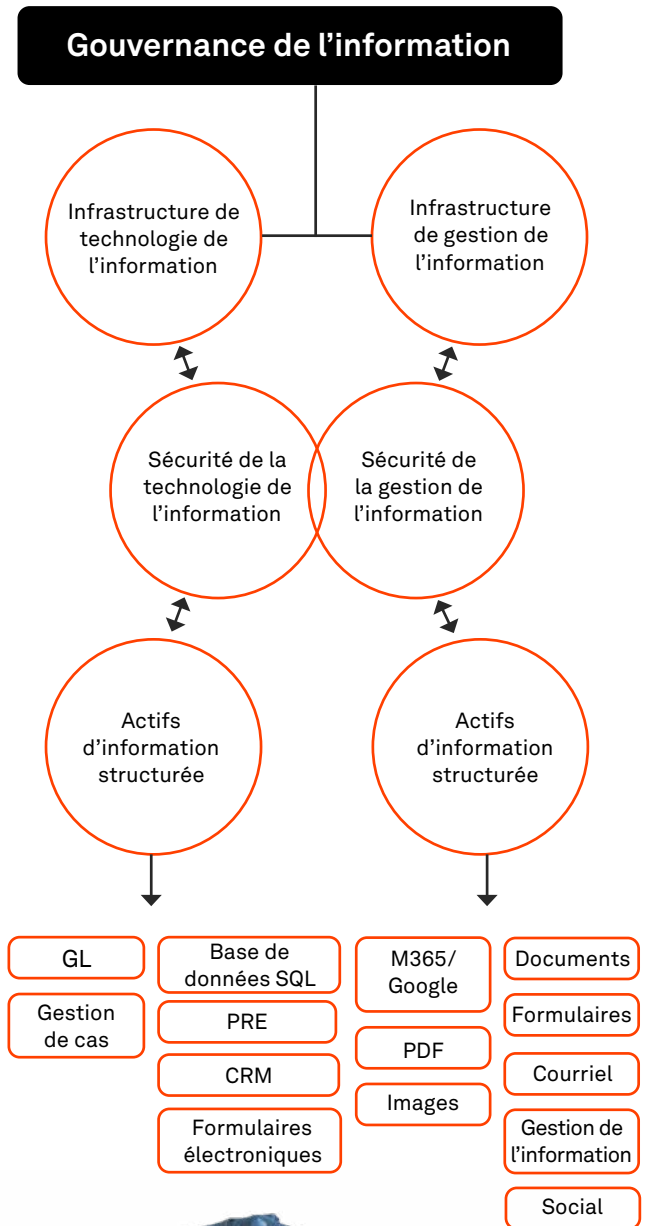 Gouvernance de l’information
Infrastructure de
technologie de
l’information
Infrastructure
de gestion de
l’information
Sécurité de la
technologie de
l’information
Sécurité de
la gestion de
l’information
Actifs
d’information
structurée
Actifs
d’information
structurée
GL
Gestion
de cas
Base de
données SQL
PRE
CRM
Formulaires
électroniques
M365/
Google
PDF
Images
Documents
Formulaires
Courriel
Gestion de
l’information
Social